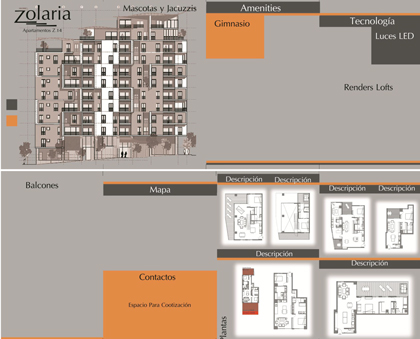 Zolaria
Apartamentos Z 14
Mascotas y Jacuzzis
Amenities
Gimnasio
Tecnología
Luces LED
Renders Lofts
Balcones
Mapa
Contactos
Espacio Para Cootización
Descripción
Descripción
Descripción
Descripción
Descripción
Descripción
Plantas